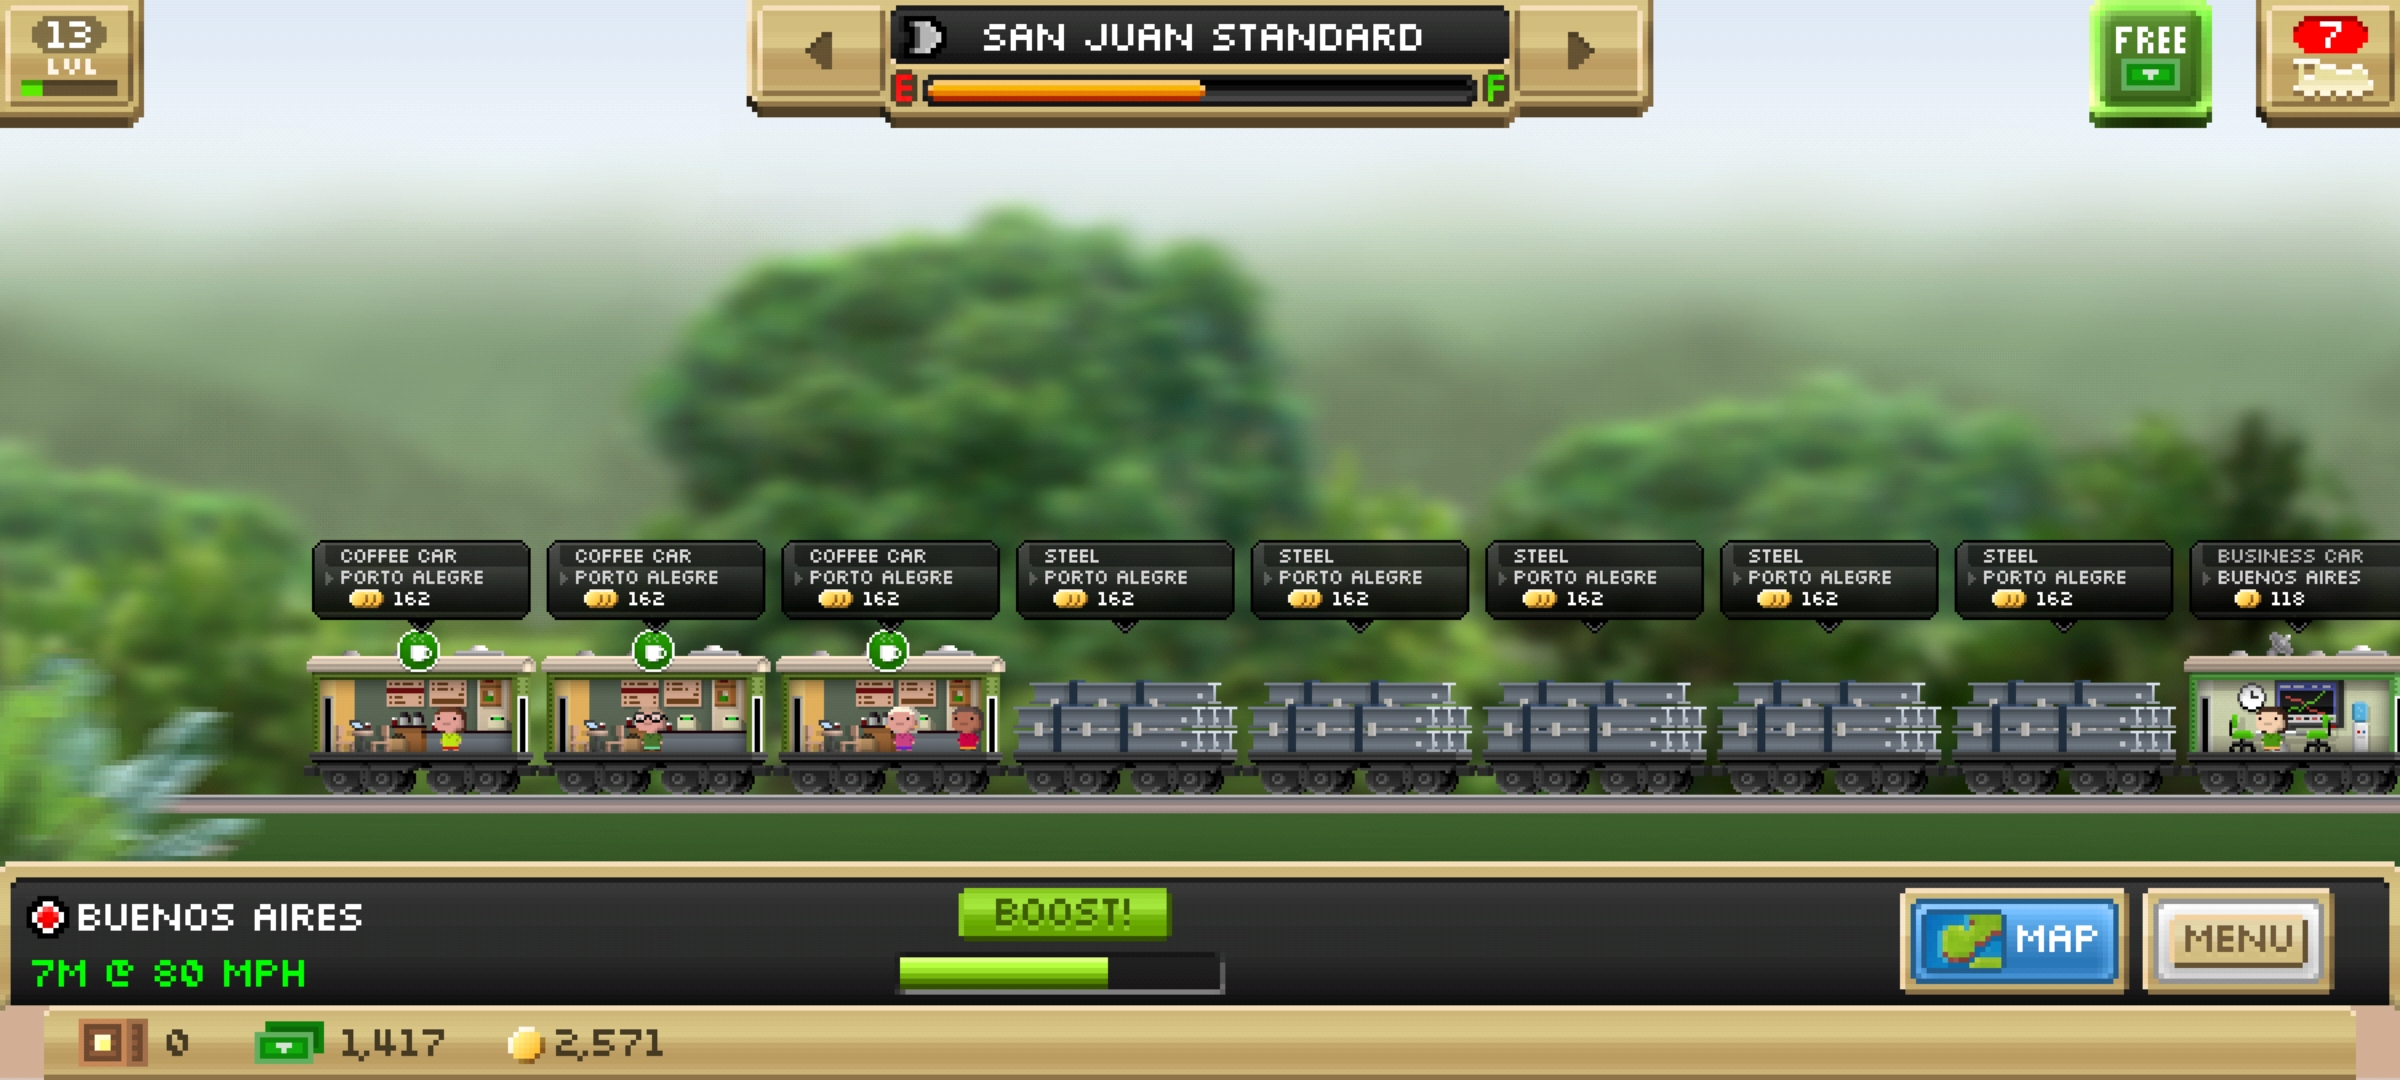 13
LVL
SAN JUAN STANDARD
E F
FREE
7
COFFEE CAR
PORTO ALEGRE
162
COFFEE CAR
PORTO ALEGRE
162
COFFEE CAR
PORTO ALEGRE
162
STEEL
PORTO ALEGRE
162
STEEL
PORTO ALEGRE
162
STEEL
PORTO ALEGRE
162
STEEL
PORTO ALEGRE
162
STEEL
PORTO ALEGRE
162
BUSINESS CAR
BUENOS AIRES
118
BUENOS AIRES
7M @ 80 MPH
BOOST!
MAP
MENU
0
1,417
2,571